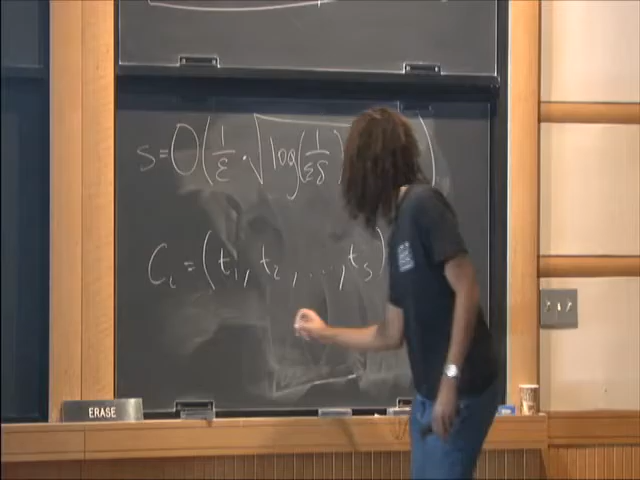 s = O(1/ε · √log(1/εδ)
C_i = (t_1, t_2, ..., t_s)
ERASE